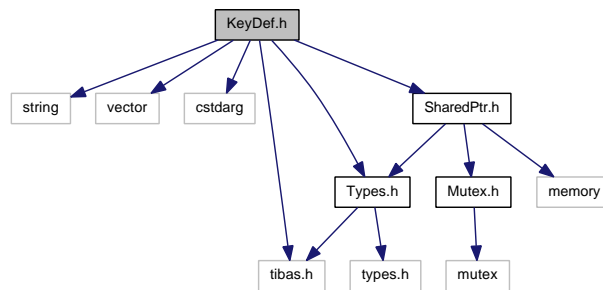 KeyDef.h
string
vector
cstdarg
SharedPtr.h
Types.h
Mutex.h
memory
tibas.h
types.h
mutex